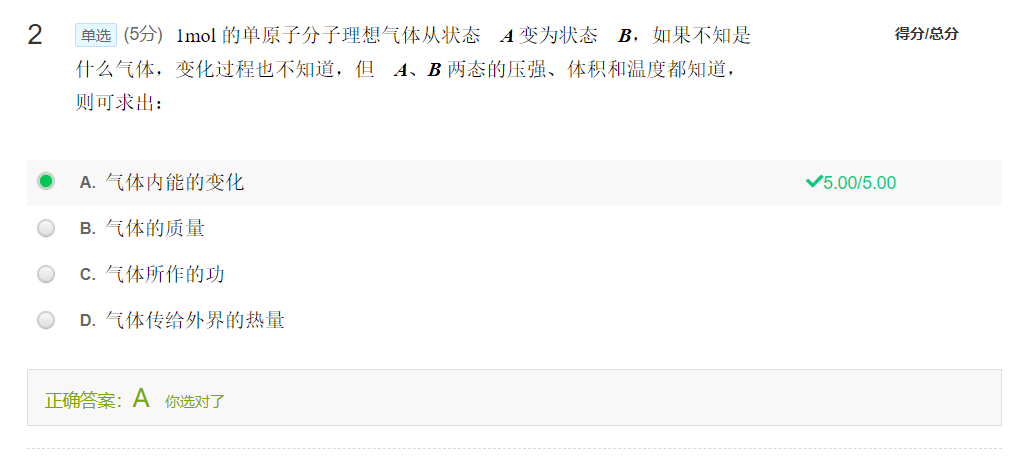 2 单选 (5分) 1mol 的单原子分子理想气体从状态 A 变为状态 B，如果不知是 得分/总分
什么气体，变化过程也不知道，但 A、B 两态的压强、体积和温度都知道，
则可求出：
A. 气体内能的变化 5.00/5.00
B. 气体的质量
C. 气体所作的功
D. 气体传给外界的热量
正确答案：A 你选对了